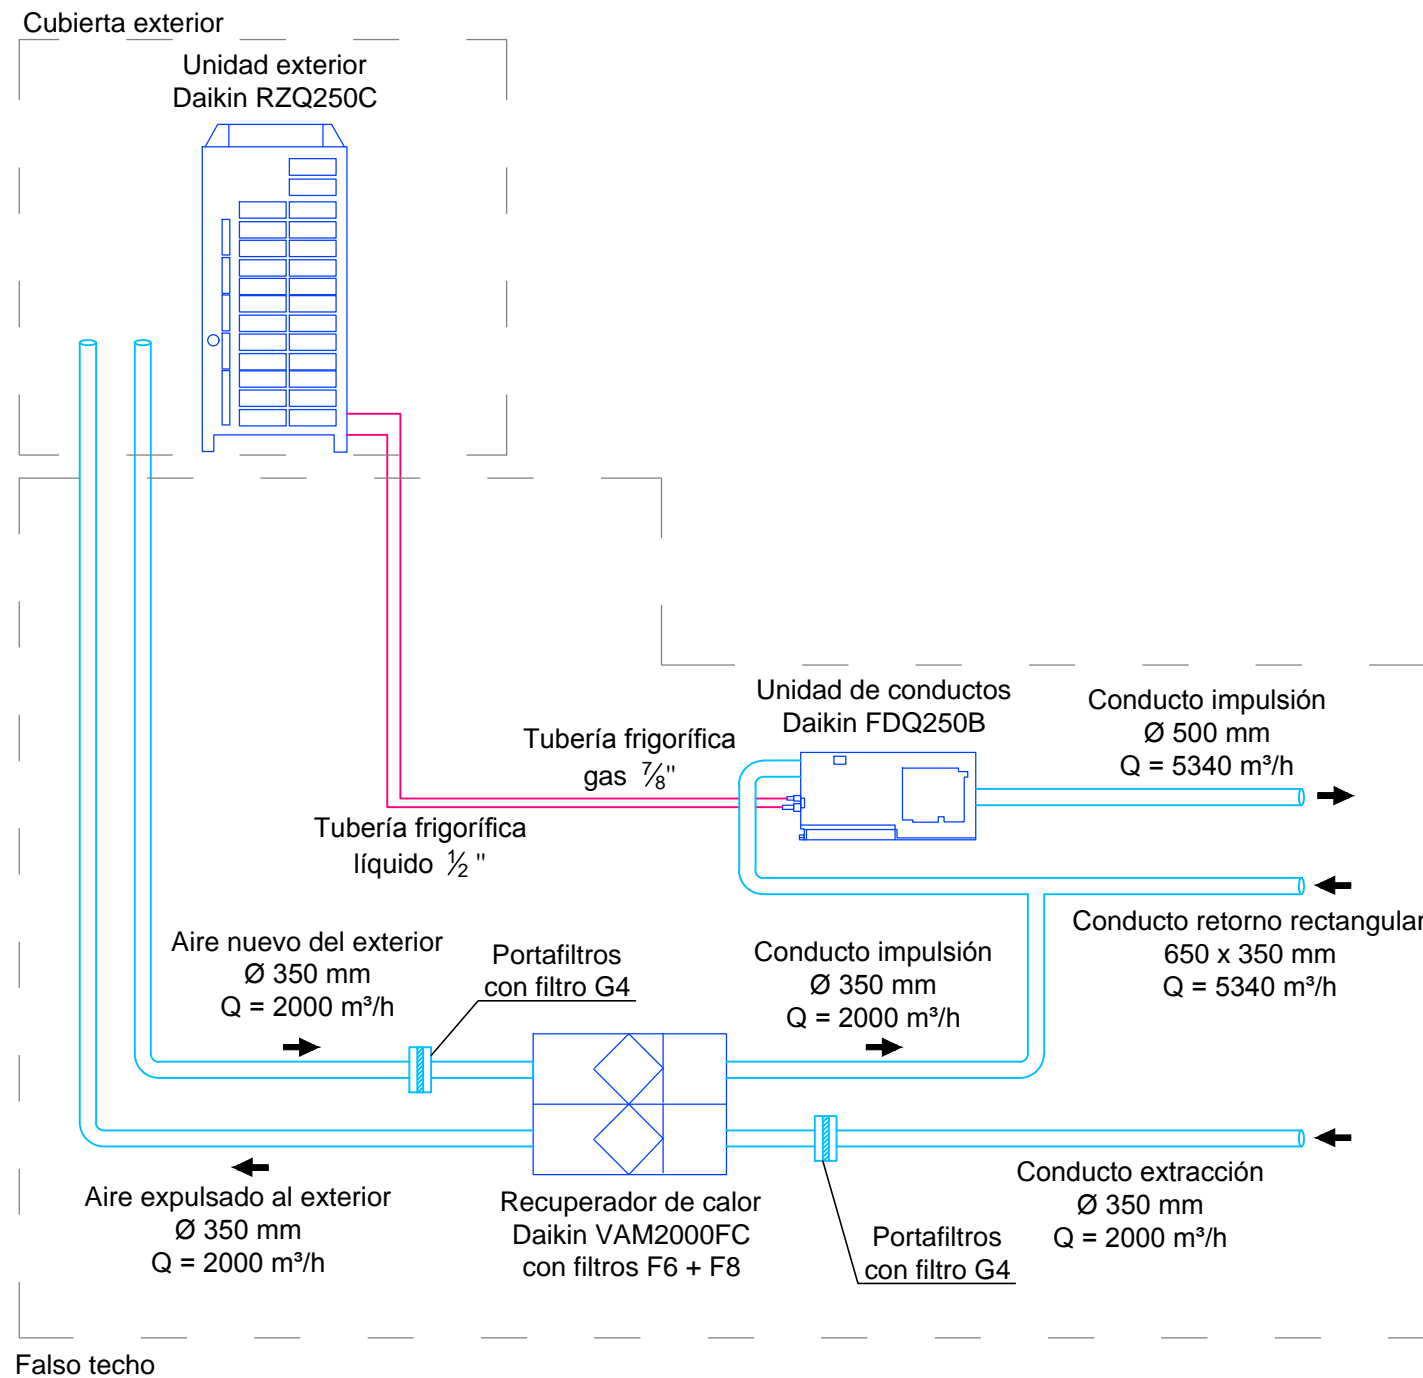 Cubierta exterior
Unidad exterior
Daikin RZQ250C
Unidad de conductos
Daikin FDQ250B
Conducto impulsión
Ø 500 mm
Q = 5340 m³/h
Tubería frigorífica
gas ⅞"
Tubería frigorífica
líquido ½ "
Conducto retorno rectangular
650 x 350 mm
Q = 5340 m³/h
Aire nuevo del exterior
Ø 350 mm
Q = 2000 m³/h
Portafiltros
con filtro G4
Conducto impulsión
Ø 350 mm
Q = 2000 m³/h
Aire expulsado al exterior
Ø 350 mm
Q = 2000 m³/h
Recuperador de calor
Daikin VAM2000FC
con filtros F6 + F8
Portafiltros
con filtro G4
Conducto extracción
Ø 350 mm
Q = 2000 m³/h
Falso techo